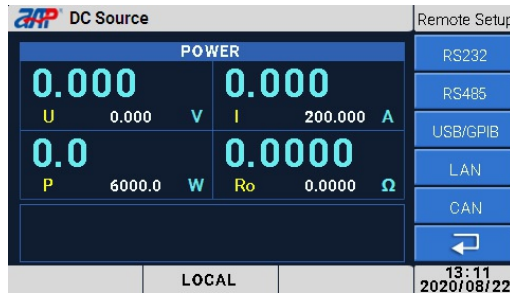 AAP DC Source
Remote Setup
POWER
0.000
0.000
U 0.000 V
I 200.000 A
0.0
0.0000
P 6000.0 W
Ro 0.0000 Ω
RS232
RS485
USB/GPIB
LAN
CAN
LOCAL
13:11
2020/08/22